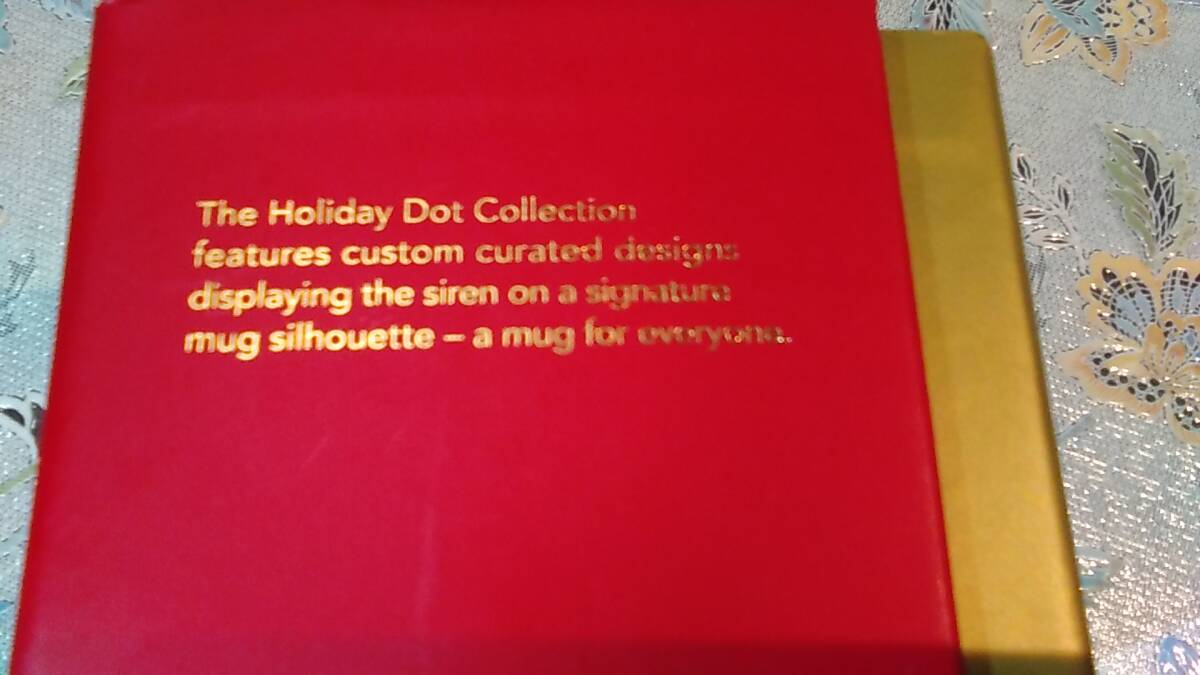 The Holiday Dot Collection
features custom curated designs
displaying the siren on a signature
mug silhouette – a mug for everyone.